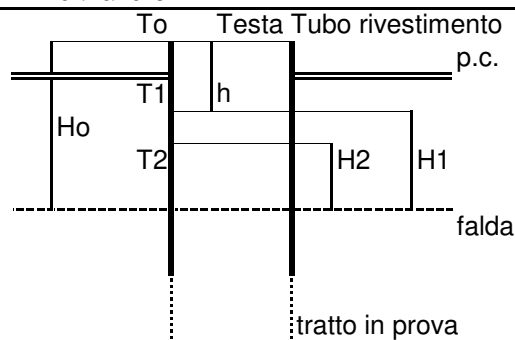 To Testa Tubo rivestimento
p.c.
T1 h
Ho
T2 H2 H1
falda
tratto in prova